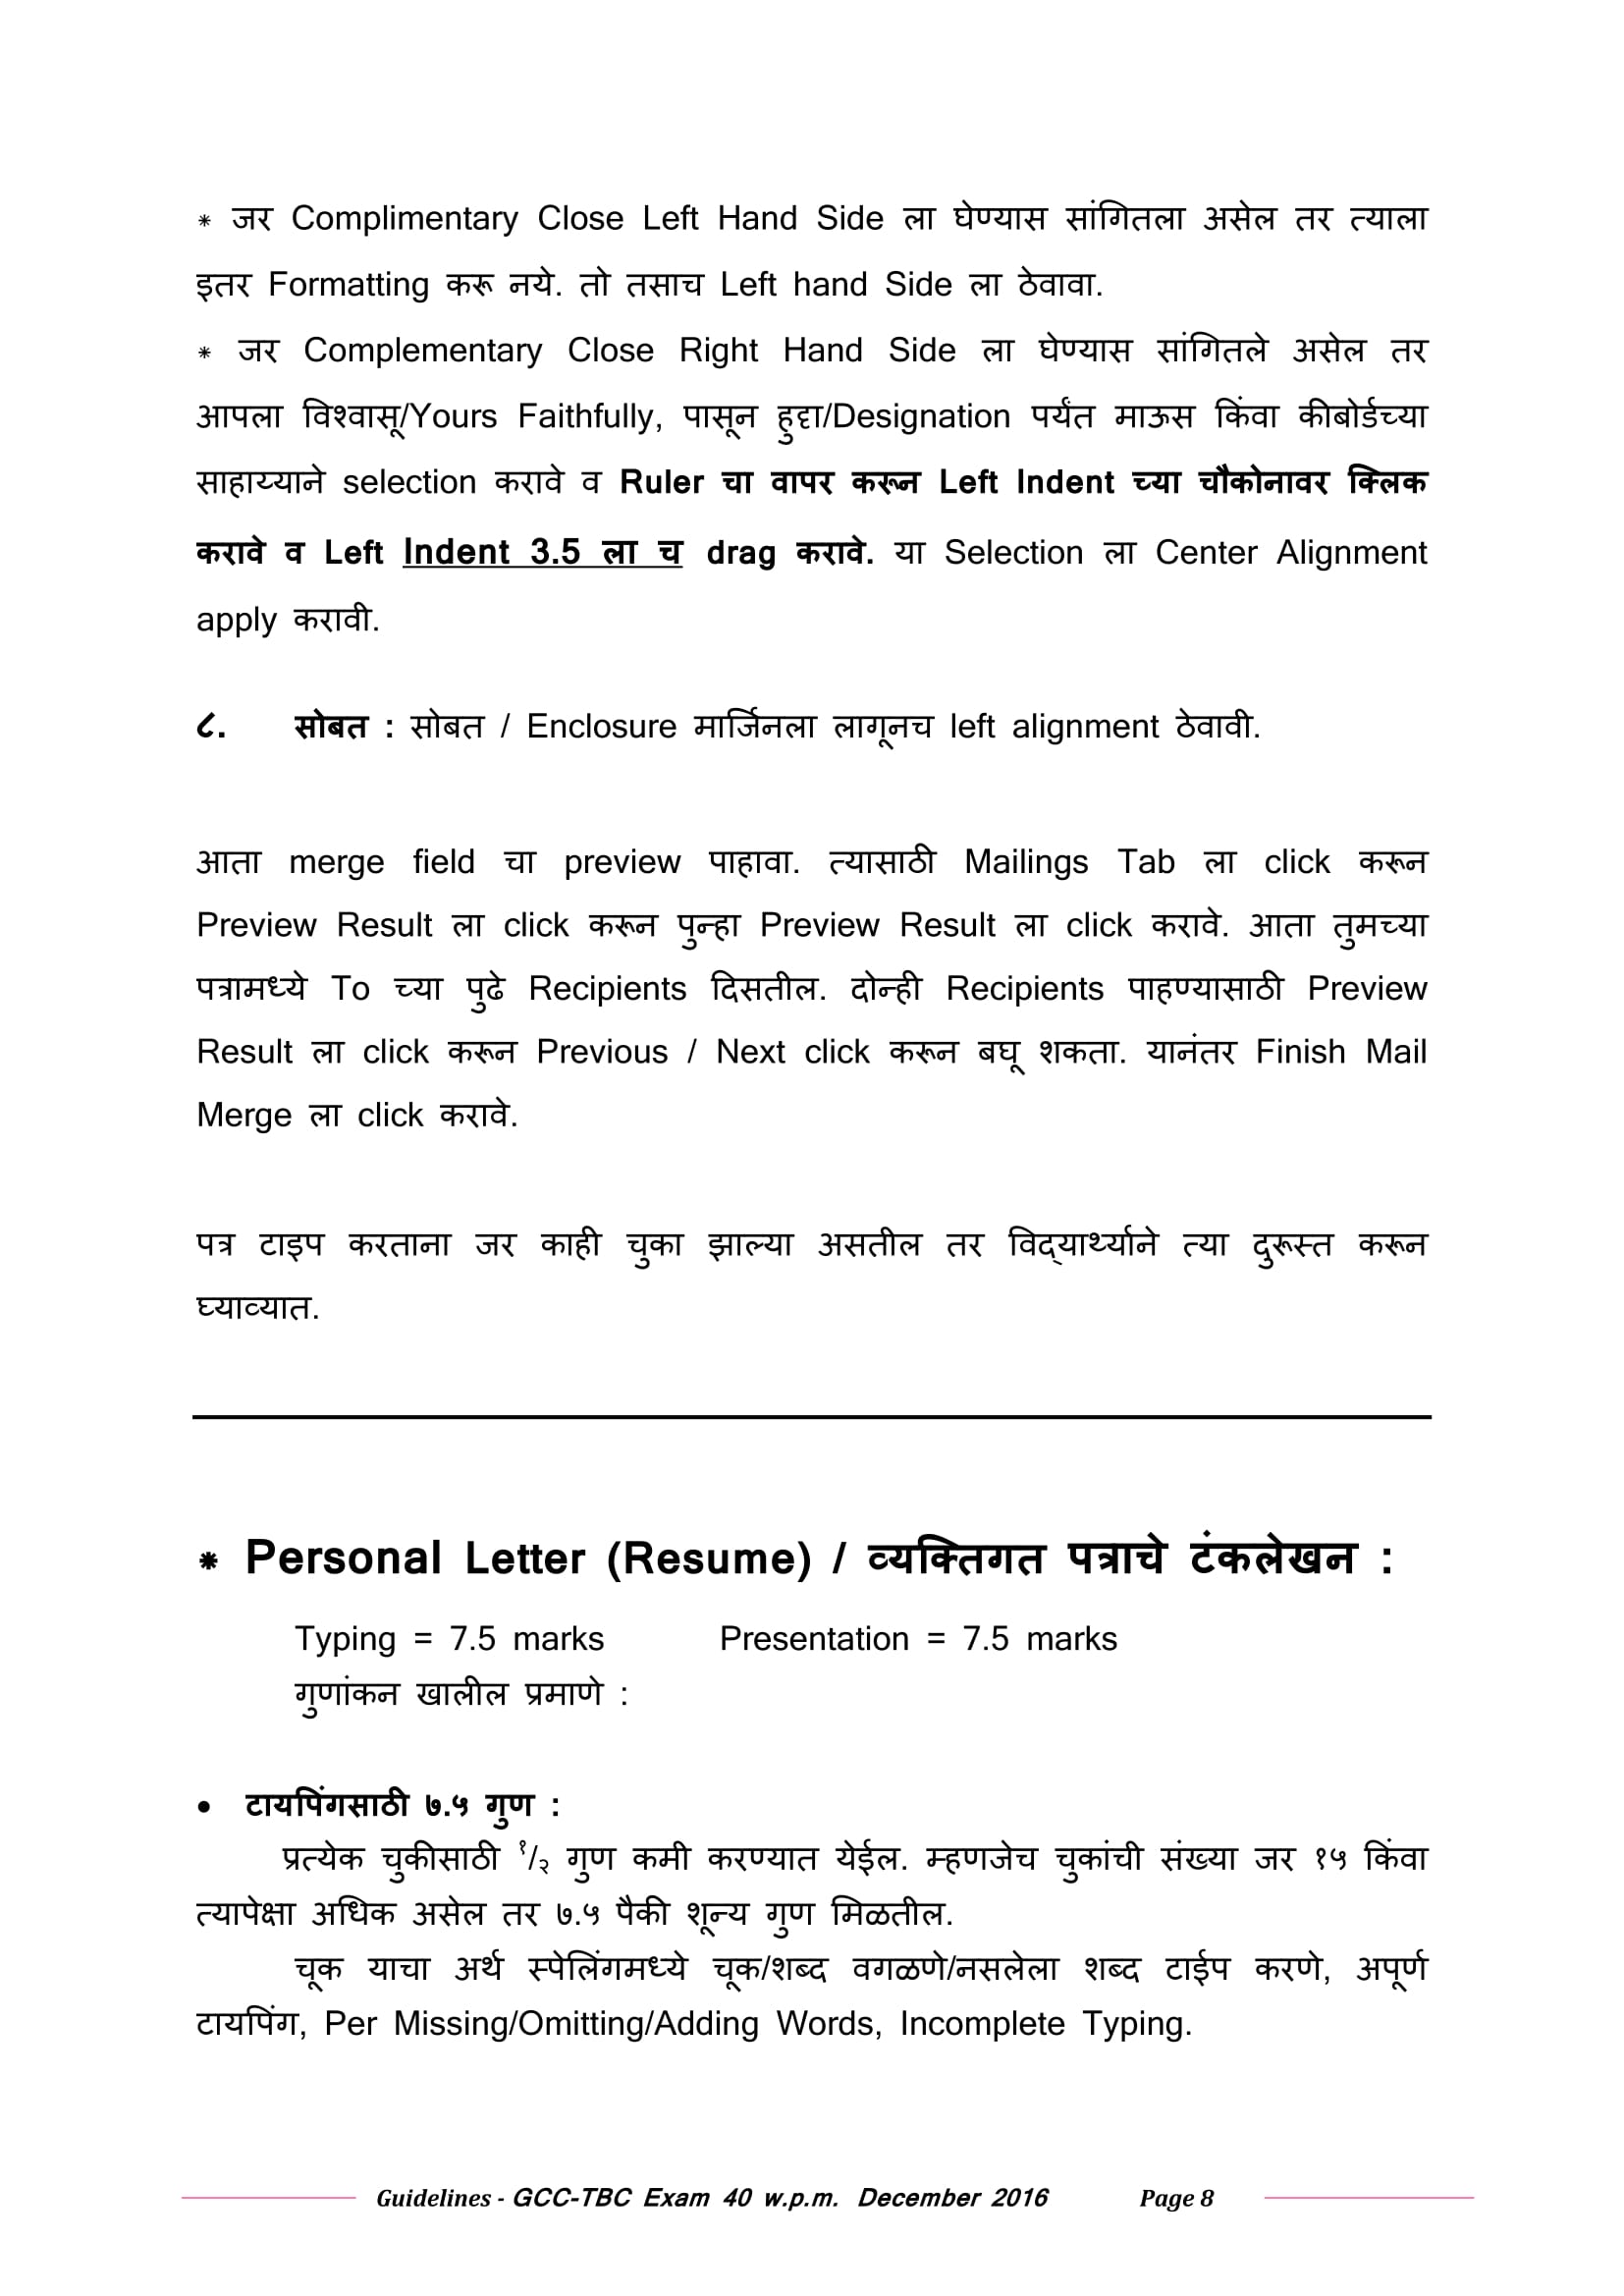 * जर Complimentary Close Left Hand Side ला घेण्यास सांगितला असेल तर त्याला
इतर Formatting करू नये. तो तसाच Left hand Side ला ठेवावा.
* जर Complementary Close Right Hand Side ला घेण्यास सांगितले असेल तर
आपला विश्वासू/Yours Faithfully, पासून हुद्दा/Designation पर्यंत माऊस किंवा कीबोर्डच्या
साहाय्याने selection करावे व Ruler चा वापर करून Left Indent च्या चौकोनावर क्लिक
करावे व Left Indent 3.5 ला च drag करावे. या Selection ला Center Alignment
apply करावी.
८. सोबत : सोबत / Enclosure मार्जिनला लागूनच left alignment ठेवावी.
आता merge field चा preview पाहावा. त्यासाठी Mailings Tab ला click करून
Preview Result ला click करून पुन्हा Preview Result ला click करावे. आता तुमच्या
पत्रामध्ये To च्या पुढे Recipients दिसतील. दोन्ही Recipients पाहण्यासाठी Preview
Result ला click करून Previous / Next click करून बघू शकता. यानंतर Finish Mail
Merge ला click करावे.
पत्र टाइप करताना जर काही चुका झाल्या असतील तर विद्‌यार्थ्याने त्या दुरूस्त करून
घ्याव्यात.
* Personal Letter (Resume) / व्यक्तिगत पत्राचे टंकलेखन :
Typing = 7.5 marks Presentation = 7.5 marks
गुणांकन खालील प्रमाणे :
• टायपिंगसाठी ७.५ गुण :
प्रत्येक चुकीसाठी १/२ गुण कमी करण्यात येईल. म्हणजेच चुकांची संख्या जर १५ किंवा
त्यापेक्षा अधिक असेल तर ७.५ पैकी शून्य गुण मिळतील.
चूक याचा अर्थ स्पेलिंगमध्ये चूक/शब्द वगळणे/नसलेला शब्द टाईप करणे, अपूर्ण
टायपिंग, Per Missing/Omitting/Adding Words, Incomplete Typing.
Guidelines - GCC-TBC Exam 40 w.p.m. December 2016 Page 8